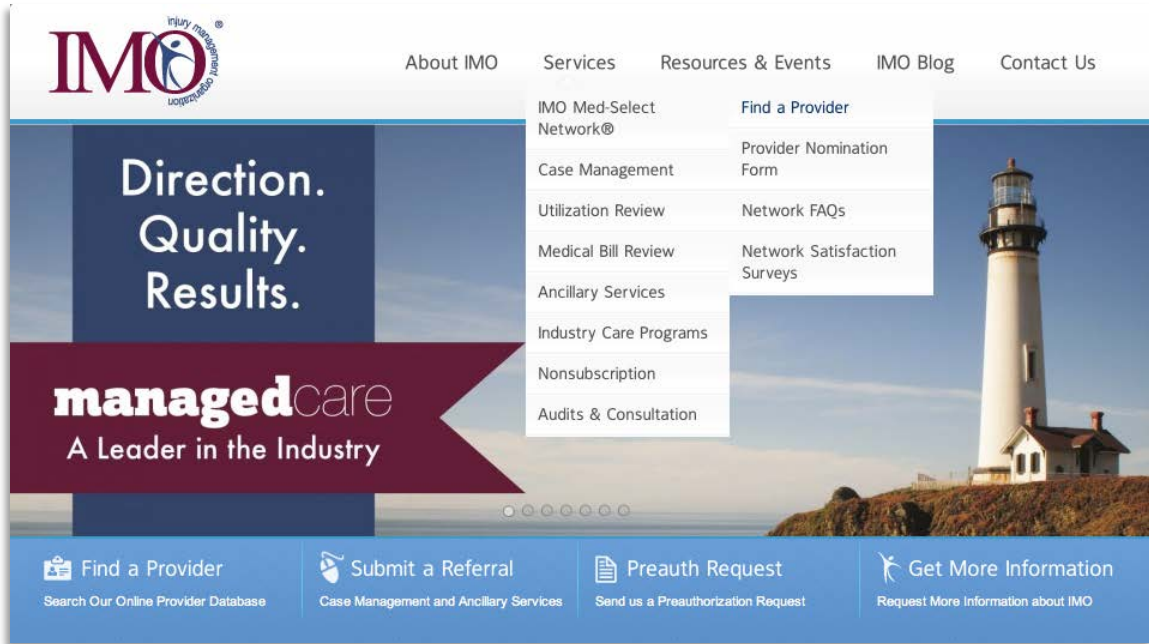 IMO
injury management organization
®
About IMO
Services
Resources & Events
IMO Blog
Contact Us
IMO Med-Select
Network®
Case Management
Utilization Review
Medical Bill Review
Ancillary Services
Industry Care Programs
Nonsubscription
Audits & Consultation
Find a Provider
Provider Nomination
Form
Network FAQs
Network Satisfaction
Surveys
Direction.
Quality.
Results.
managedcare
A Leader in the Industry
Find a Provider
Search Our Online Provider Database
Submit a Referral
Case Management and Ancillary Services
Preauth Request
Send us a Preauthorization Request
Get More Information
Request More Information about IMO